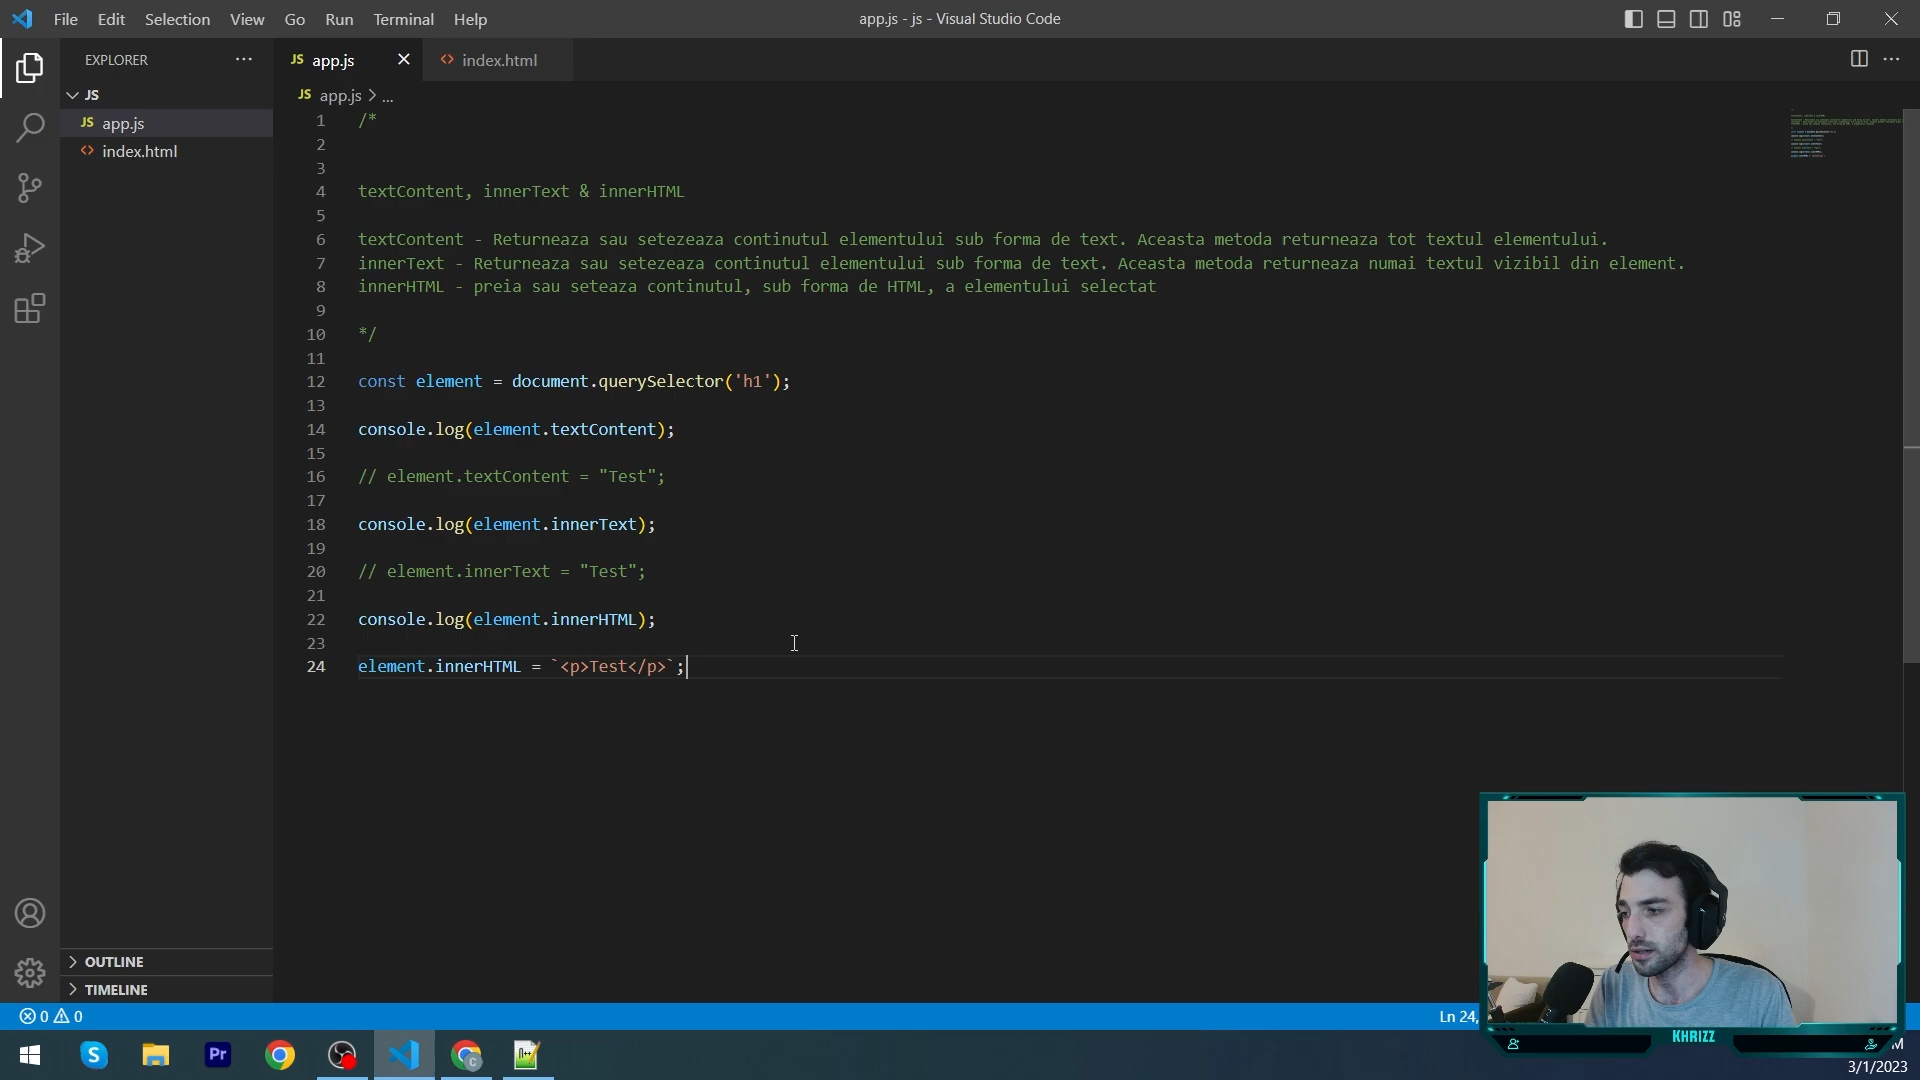 File Edit Selection View Go Run Terminal Help
app.js - js - Visual Studio Code
EXPLORER
JS app.js
index.html
JS
JS app.js > ...
JS app.js
index.html
1 /*
2
3
4 textContent, innerText & innerHTML
5
6 textContent - Returneaza sau setezeaza continutul elementului sub forma de text. Aceasta metoda returneaza tot textul elementului.
7 innerText - Returneaza sau setezeaza continutul elementului sub forma de text. Aceasta metoda returneaza numai textul vizibil din element.
8 innerHTML - preia sau seteaza continutul, sub forma de HTML, a elementului selectat
9
10 */
11
12 const element = document.querySelector('h1');
13
14 console.log(element.textContent);
15
16 // element.textContent = "Test";
17
18 console.log(element.innerText);
19
20 // element.innerText = "Test";
21
22 console.log(element.innerHTML);
23
24 element.innerHTML = `<p>Test</p>`;
OUTLINE
TIMELINE
0 0
Ln 24,
KHRIZZ
Pr
M
3/1/2023